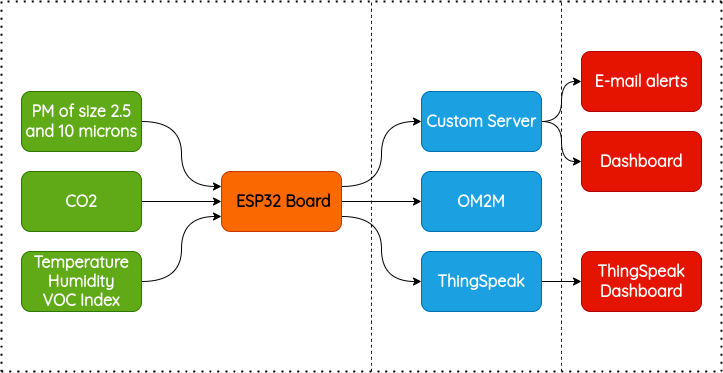 PM of size 2.5
and 10 microns
CO2
Temperature
Humidity
VOC Index
ESP32 Board
Custom Server
OM2M
ThingSpeak
E-mail alerts
Dashboard
ThingSpeak
Dashboard